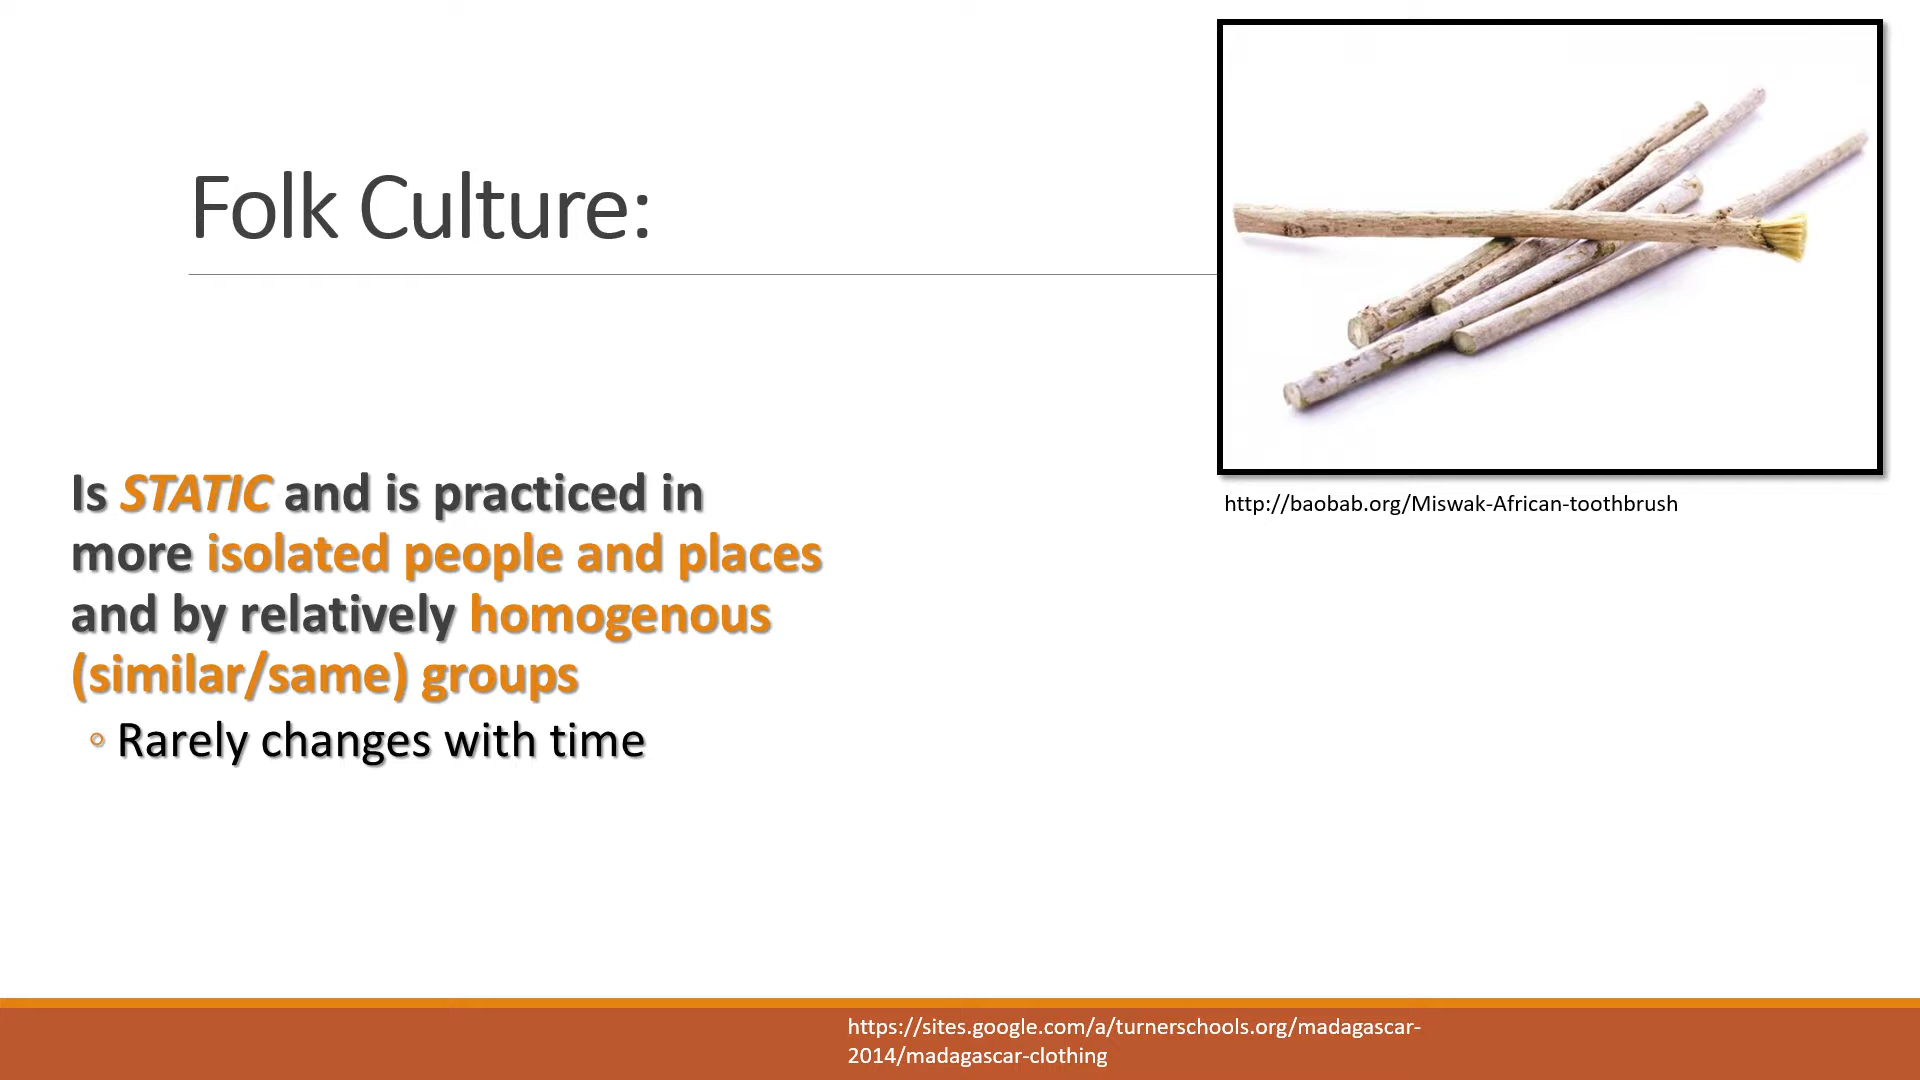 Folk Culture:
Is STATIC and is practiced in
more isolated people and places
and by relatively homogenous
(similar/same) groups
◦ Rarely changes with time
http://baobab.org/Miswak-African-toothbrush
https://sites.google.com/a/turnerschools.org/madagascar-
2014/madagascar-clothing